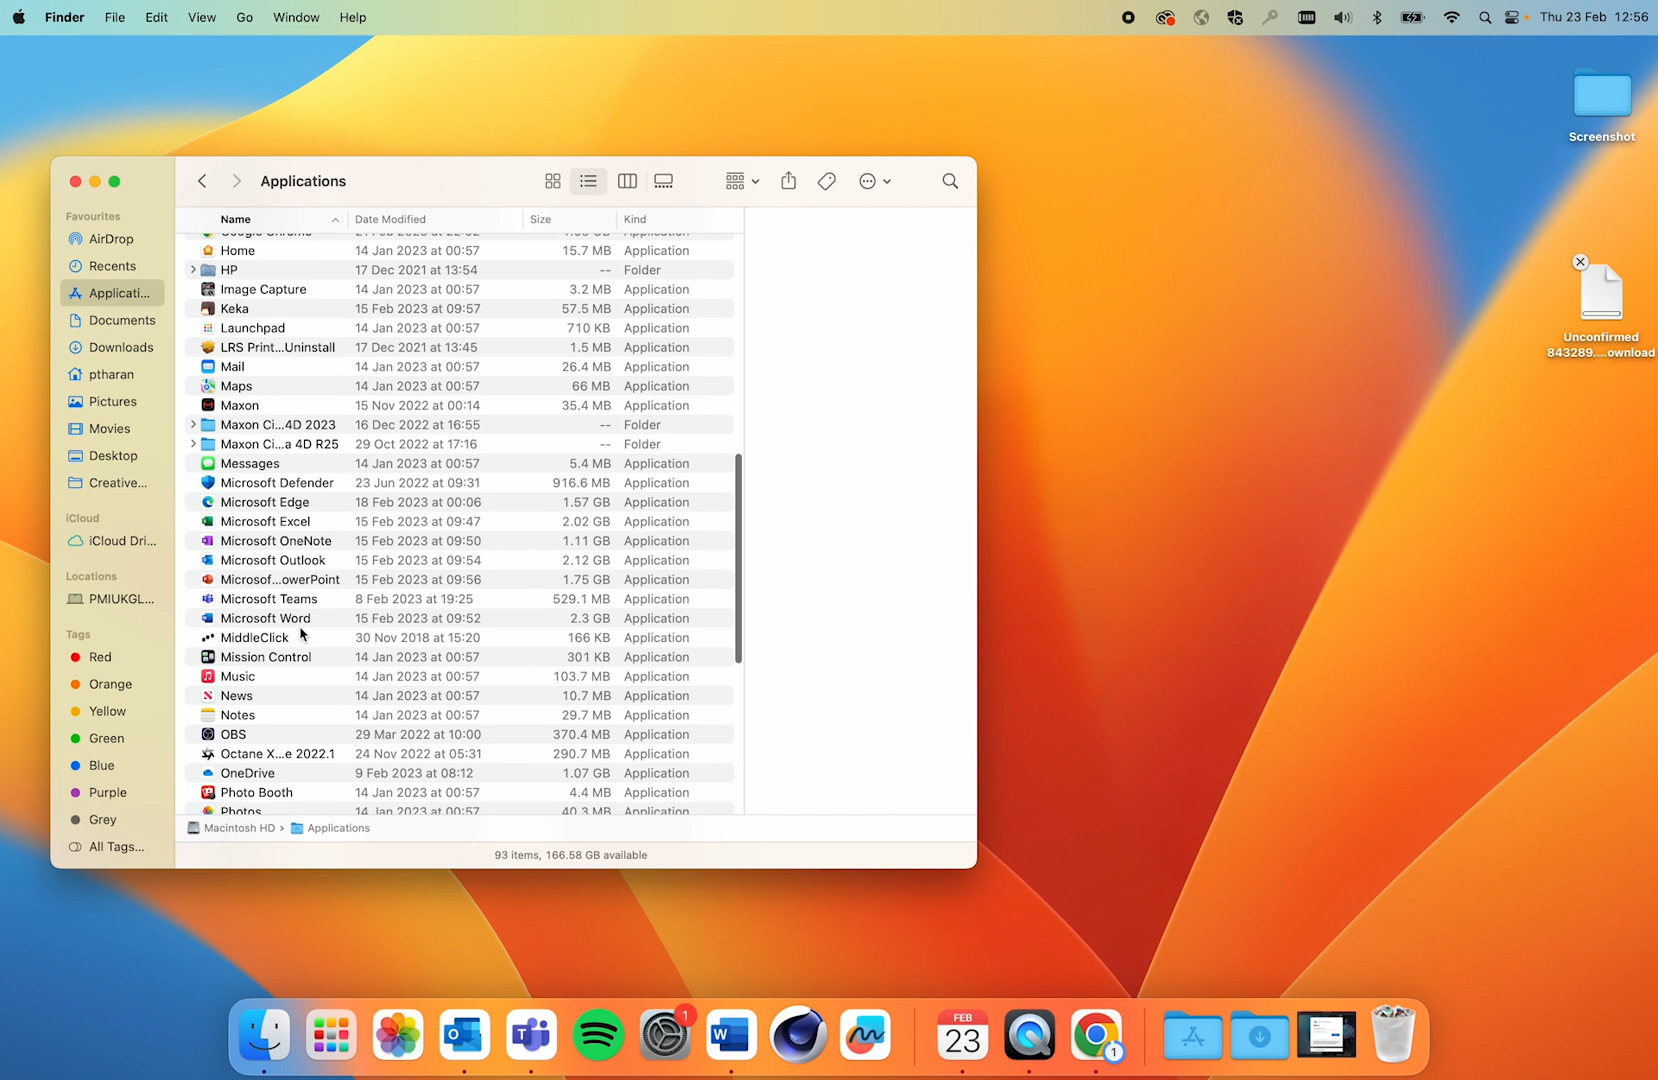 Finder File Edit View Go Window Help Thu 23 Feb 12:56
Screenshot
Unconfirmed
843289....ownload
Applications
Favourites
AirDrop
Recents
Applicati...
Documents
Downloads
ptharan
Pictures
Movies
Desktop
Creative...
iCloud
iCloud Dri...
Locations
PMIUKGL...
Tags
Red
Orange
Yellow
Green
Blue
Purple
Grey
All Tags...
Name Date Modified Size Kind
Home 14 Jan 2023 at 00:57 15.7 MB Application
HP 17 Dec 2021 at 13:54 -- Folder
Image Capture 14 Jan 2023 at 00:57 3.2 MB Application
Keka 15 Feb 2023 at 09:57 57.5 MB Application
Launchpad 14 Jan 2023 at 00:57 710 KB Application
LRS Print...Uninstall 17 Dec 2021 at 13:45 1.5 MB Application
Mail 14 Jan 2023 at 00:57 26.4 MB Application
Maps 14 Jan 2023 at 00:57 66 MB Application
Maxon 15 Nov 2022 at 00:14 35.4 MB Application
Maxon Ci...4D 2023 16 Dec 2022 at 16:55 -- Folder
Maxon Ci...a 4D R25 29 Oct 2022 at 17:16 -- Folder
Messages 14 Jan 2023 at 00:57 5.4 MB Application
Microsoft Defender 23 Jun 2022 at 09:31 916.6 MB Application
Microsoft Edge 18 Feb 2023 at 00:06 1.57 GB Application
Microsoft Excel 15 Feb 2023 at 09:47 2.02 GB Application
Microsoft OneNote 15 Feb 2023 at 09:50 1.11 GB Application
Microsoft Outlook 15 Feb 2023 at 09:54 2.12 GB Application
Microsof...owerPoint 15 Feb 2023 at 09:56 1.75 GB Application
Microsoft Teams 8 Feb 2023 at 19:25 529.1 MB Application
Microsoft Word 15 Feb 2023 at 09:52 2.3 GB Application
MiddleClick 30 Nov 2018 at 15:20 166 KB Application
Mission Control 14 Jan 2023 at 00:57 301 KB Application
Music 14 Jan 2023 at 00:57 103.7 MB Application
News 14 Jan 2023 at 00:57 10.7 MB Application
Notes 14 Jan 2023 at 00:57 29.7 MB Application
OBS 29 Mar 2022 at 10:00 370.4 MB Application
Octane X...e 2022.1 24 Nov 2022 at 05:31 290.7 MB Application
OneDrive 9 Feb 2023 at 08:12 1.07 GB Application
Photo Booth 14 Jan 2023 at 00:57 4.4 MB Application
Photos 14 Jan 2023 at 00:57 40.3 MB Application
Macintosh HD › Applications
93 items, 166.58 GB available
1
FEB
23
1